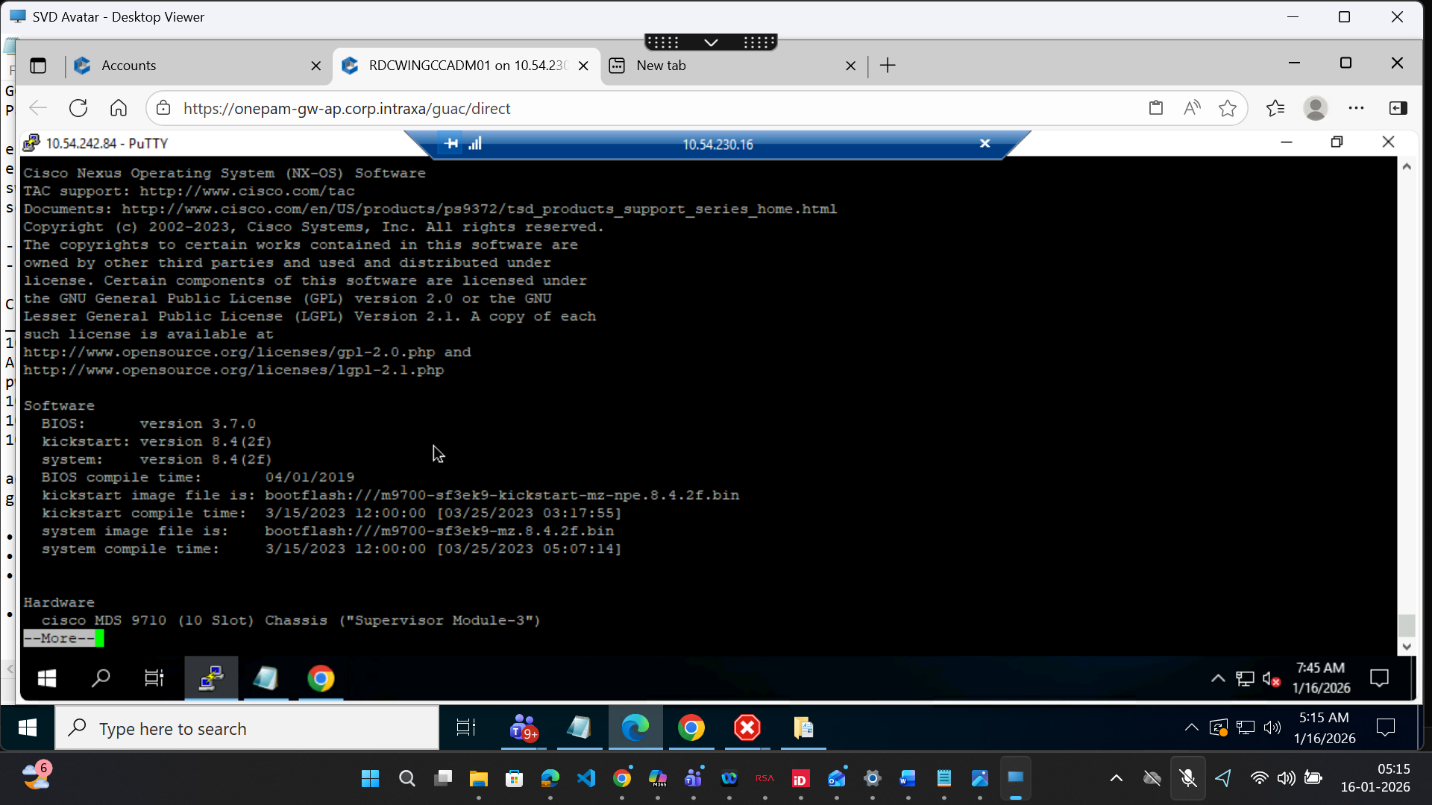 SVD Avatar - Desktop Viewer
Accounts
RDCWINGCCADM01 on 10.54.230
New tab
https://onepam-gw-ap.corp.intraxa/guac/direct
10.54.242.84 - PuTTY
10.54.230.16
Cisco Nexus Operating System (NX-OS) Software
TAC support: http://www.cisco.com/tac
Documents: http://www.cisco.com/en/US/products/ps9372/tsd_products_support_series_home.html
Copyright (c) 2002-2023, Cisco Systems, Inc. All rights reserved.
The copyrights to certain works contained in this software are
owned by other third parties and used and distributed under
license. Certain components of this software are licensed under
the GNU General Public License (GPL) version 2.0 or the GNU
Lesser General Public License (LGPL) Version 2.1. A copy of each
such license is available at
http://www.opensource.org/licenses/gpl-2.0.php and
http://www.opensource.org/licenses/lgpl-2.1.php
Software
BIOS: version 3.7.0
kickstart: version 8.4(2f)
system: version 8.4(2f)
BIOS compile time: 04/01/2019
kickstart image file is: bootflash:///m9700-sf3ek9-kickstart-mz-npe.8.4.2f.bin
kickstart compile time: 3/15/2023 12:00:00 [03/25/2023 03:17:55]
system image file is: bootflash:///m9700-sf3ek9-mz.8.4.2f.bin
system compile time: 3/15/2023 12:00:00 [03/25/2023 05:07:14]
Hardware
cisco MDS 9710 (10 Slot) Chassis ("Supervisor Module-3")
--More--
7:45 AM
1/16/2026
Type here to search
9+
5:15 AM
1/16/2026
6
RSA
iD
05:15
16-01-2026